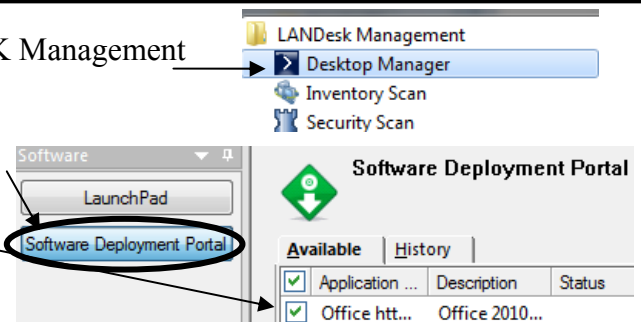 K Management
LANDesk Management
Desktop Manager
Inventory Scan
Security Scan
Software
LaunchPad
Software Deployment Portal
Software Deployment Portal
Available History
Application ... Description Status
Office htt... Office 2010...